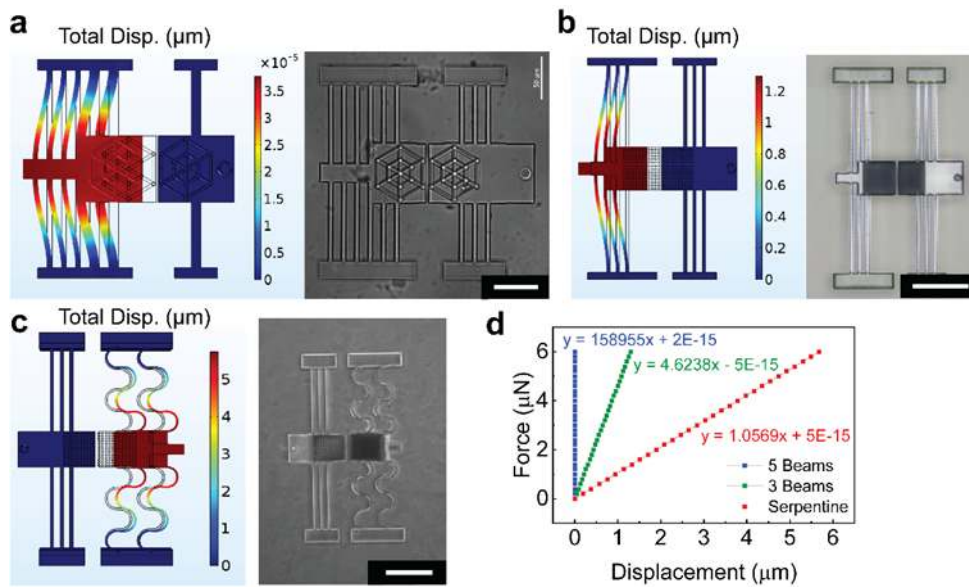 a
Total Disp. (µm)
×10⁻⁵
3.5
3
2.5
2
1.5
1
0.5
0
50 µm
b
Total Disp. (µm)
1.2
1
0.8
0.6
0.4
0.2
0
c
Total Disp. (µm)
5
4
3
2
1
0
d
y = 158955x + 2E-15
y = 4.6238x - 5E-15
y = 1.0569x + 5E-15
5 Beams
3 Beams
Serpentine
Force (µN)
6
4
2
0
0 1 2 3 4 5 6
Displacement (µm)